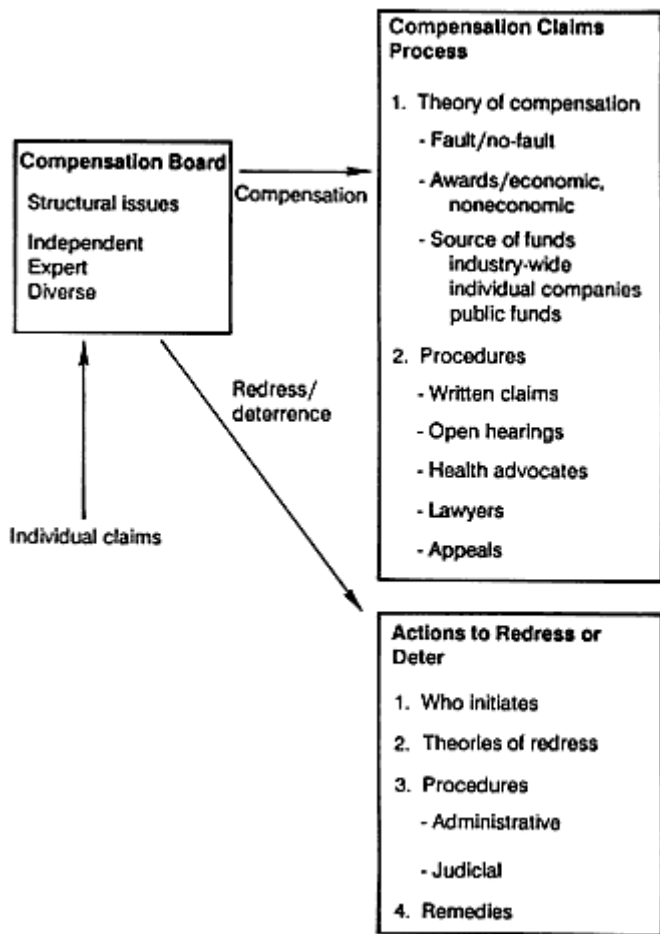 Compensation Board
Structural issues
Independent
Expert
Diverse
Compensation
Individual claims
Redress/
deterrence
Compensation Claims
Process
1. Theory of compensation
- Fault/no-fault
- Awards/economic,
noneconomic
- Source of funds
industry-wide
individual companies
public funds
2. Procedures
- Written claims
- Open hearings
- Health advocates
- Lawyers
- Appeals
Actions to Redress or
Deter
1. Who initiates
2. Theories of redress
3. Procedures
- Administrative
- Judicial
4. Remedies